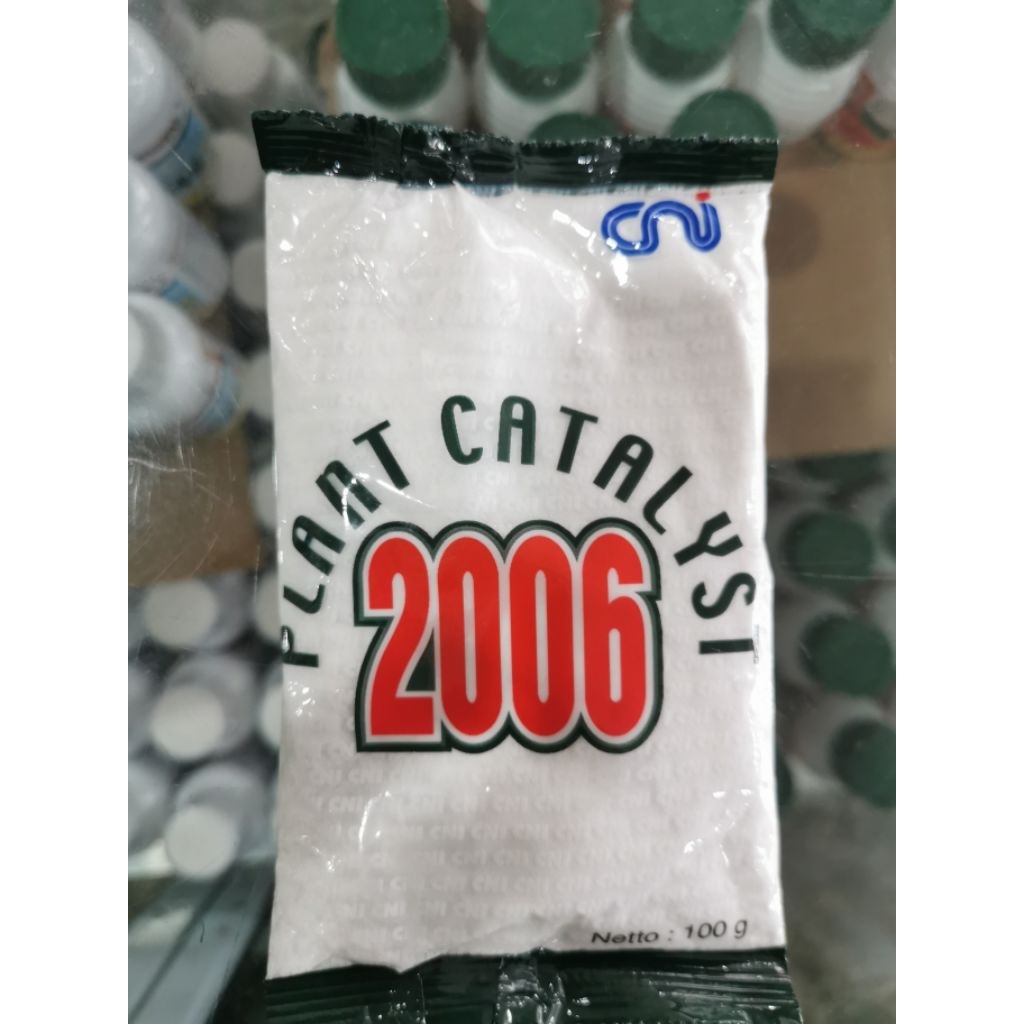 CNI
PLANT CATALYST
2006
Netto : 100 g